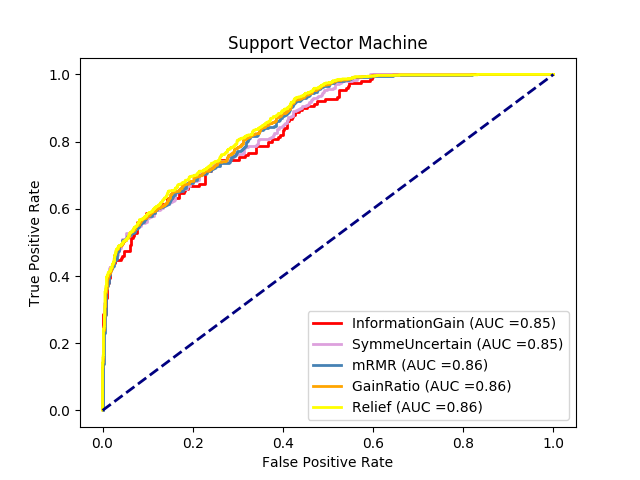 Support Vector Machine
True Positive Rate
1.0
0.8
0.6
0.4
0.2
0.0
InformationGain (AUC =0.85)
SymmeUncertain (AUC =0.85)
mRMR (AUC =0.86)
GainRatio (AUC =0.86)
Relief (AUC =0.86)
0.0 0.2 0.4 0.6 0.8 1.0
False Positive Rate